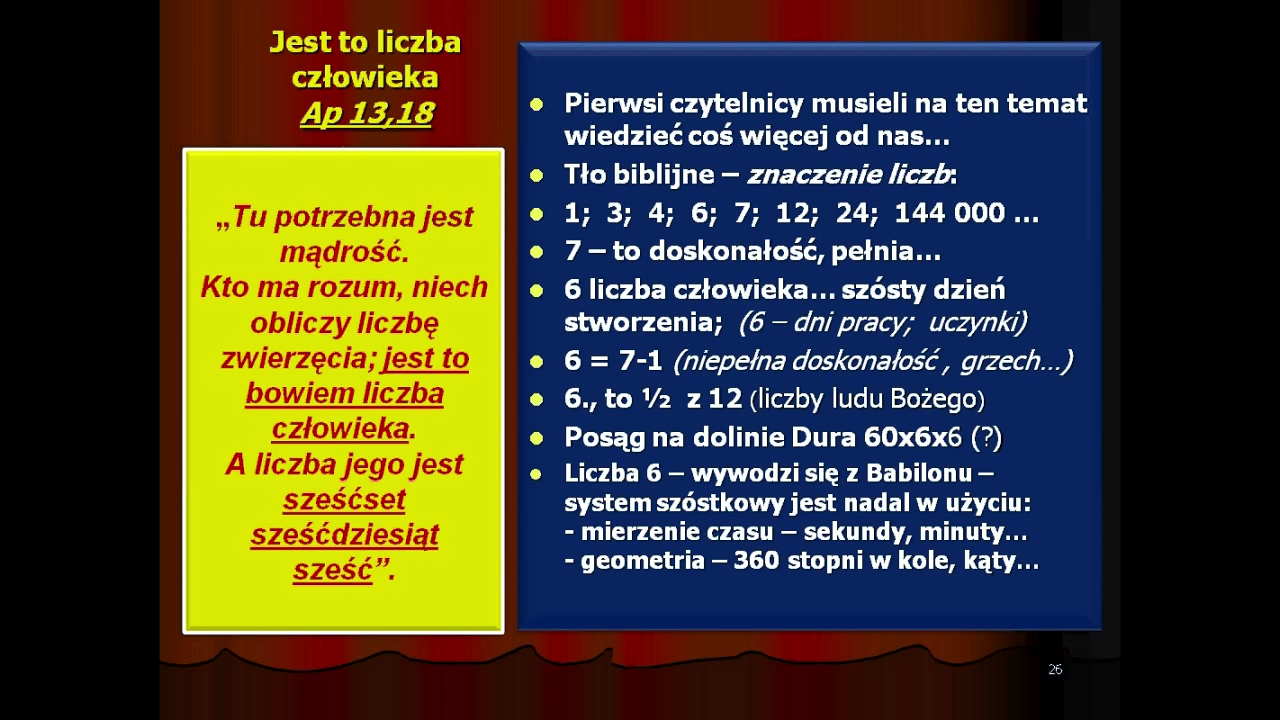 Jest to liczba
człowieka
Ap 13,18
„Tu potrzebna jest
mądrość.
Kto ma rozum, niech
obliczy liczbę
zwierzęcia; jest to
bowiem liczba
człowieka.
A liczba jego jest
sześćset
sześćdziesiąt
sześć”.
● Pierwsi czytelnicy musieli na ten temat
wiedzieć coś więcej od nas...
● Tło biblijne – znaczenie liczb:
● 1; 3; 4; 6; 7; 12; 24; 144 000 ...
● 7 – to doskonałość, pełnia...
● 6 liczba człowieka... szósty dzień
stworzenia; (6 – dni pracy; uczynki)
● 6 = 7-1 (niepełna doskonałość , grzech...)
● 6., to ½ z 12 (liczby ludu Bożego)
● Posąg na dolinie Dura 60x6x6 (?)
● Liczba 6 – wywodzi się z Babilonu –
system szóstkowy jest nadal w użyciu:
- mierzenie czasu – sekundy, minuty...
- geometria – 360 stopni w kole, kąty...
26